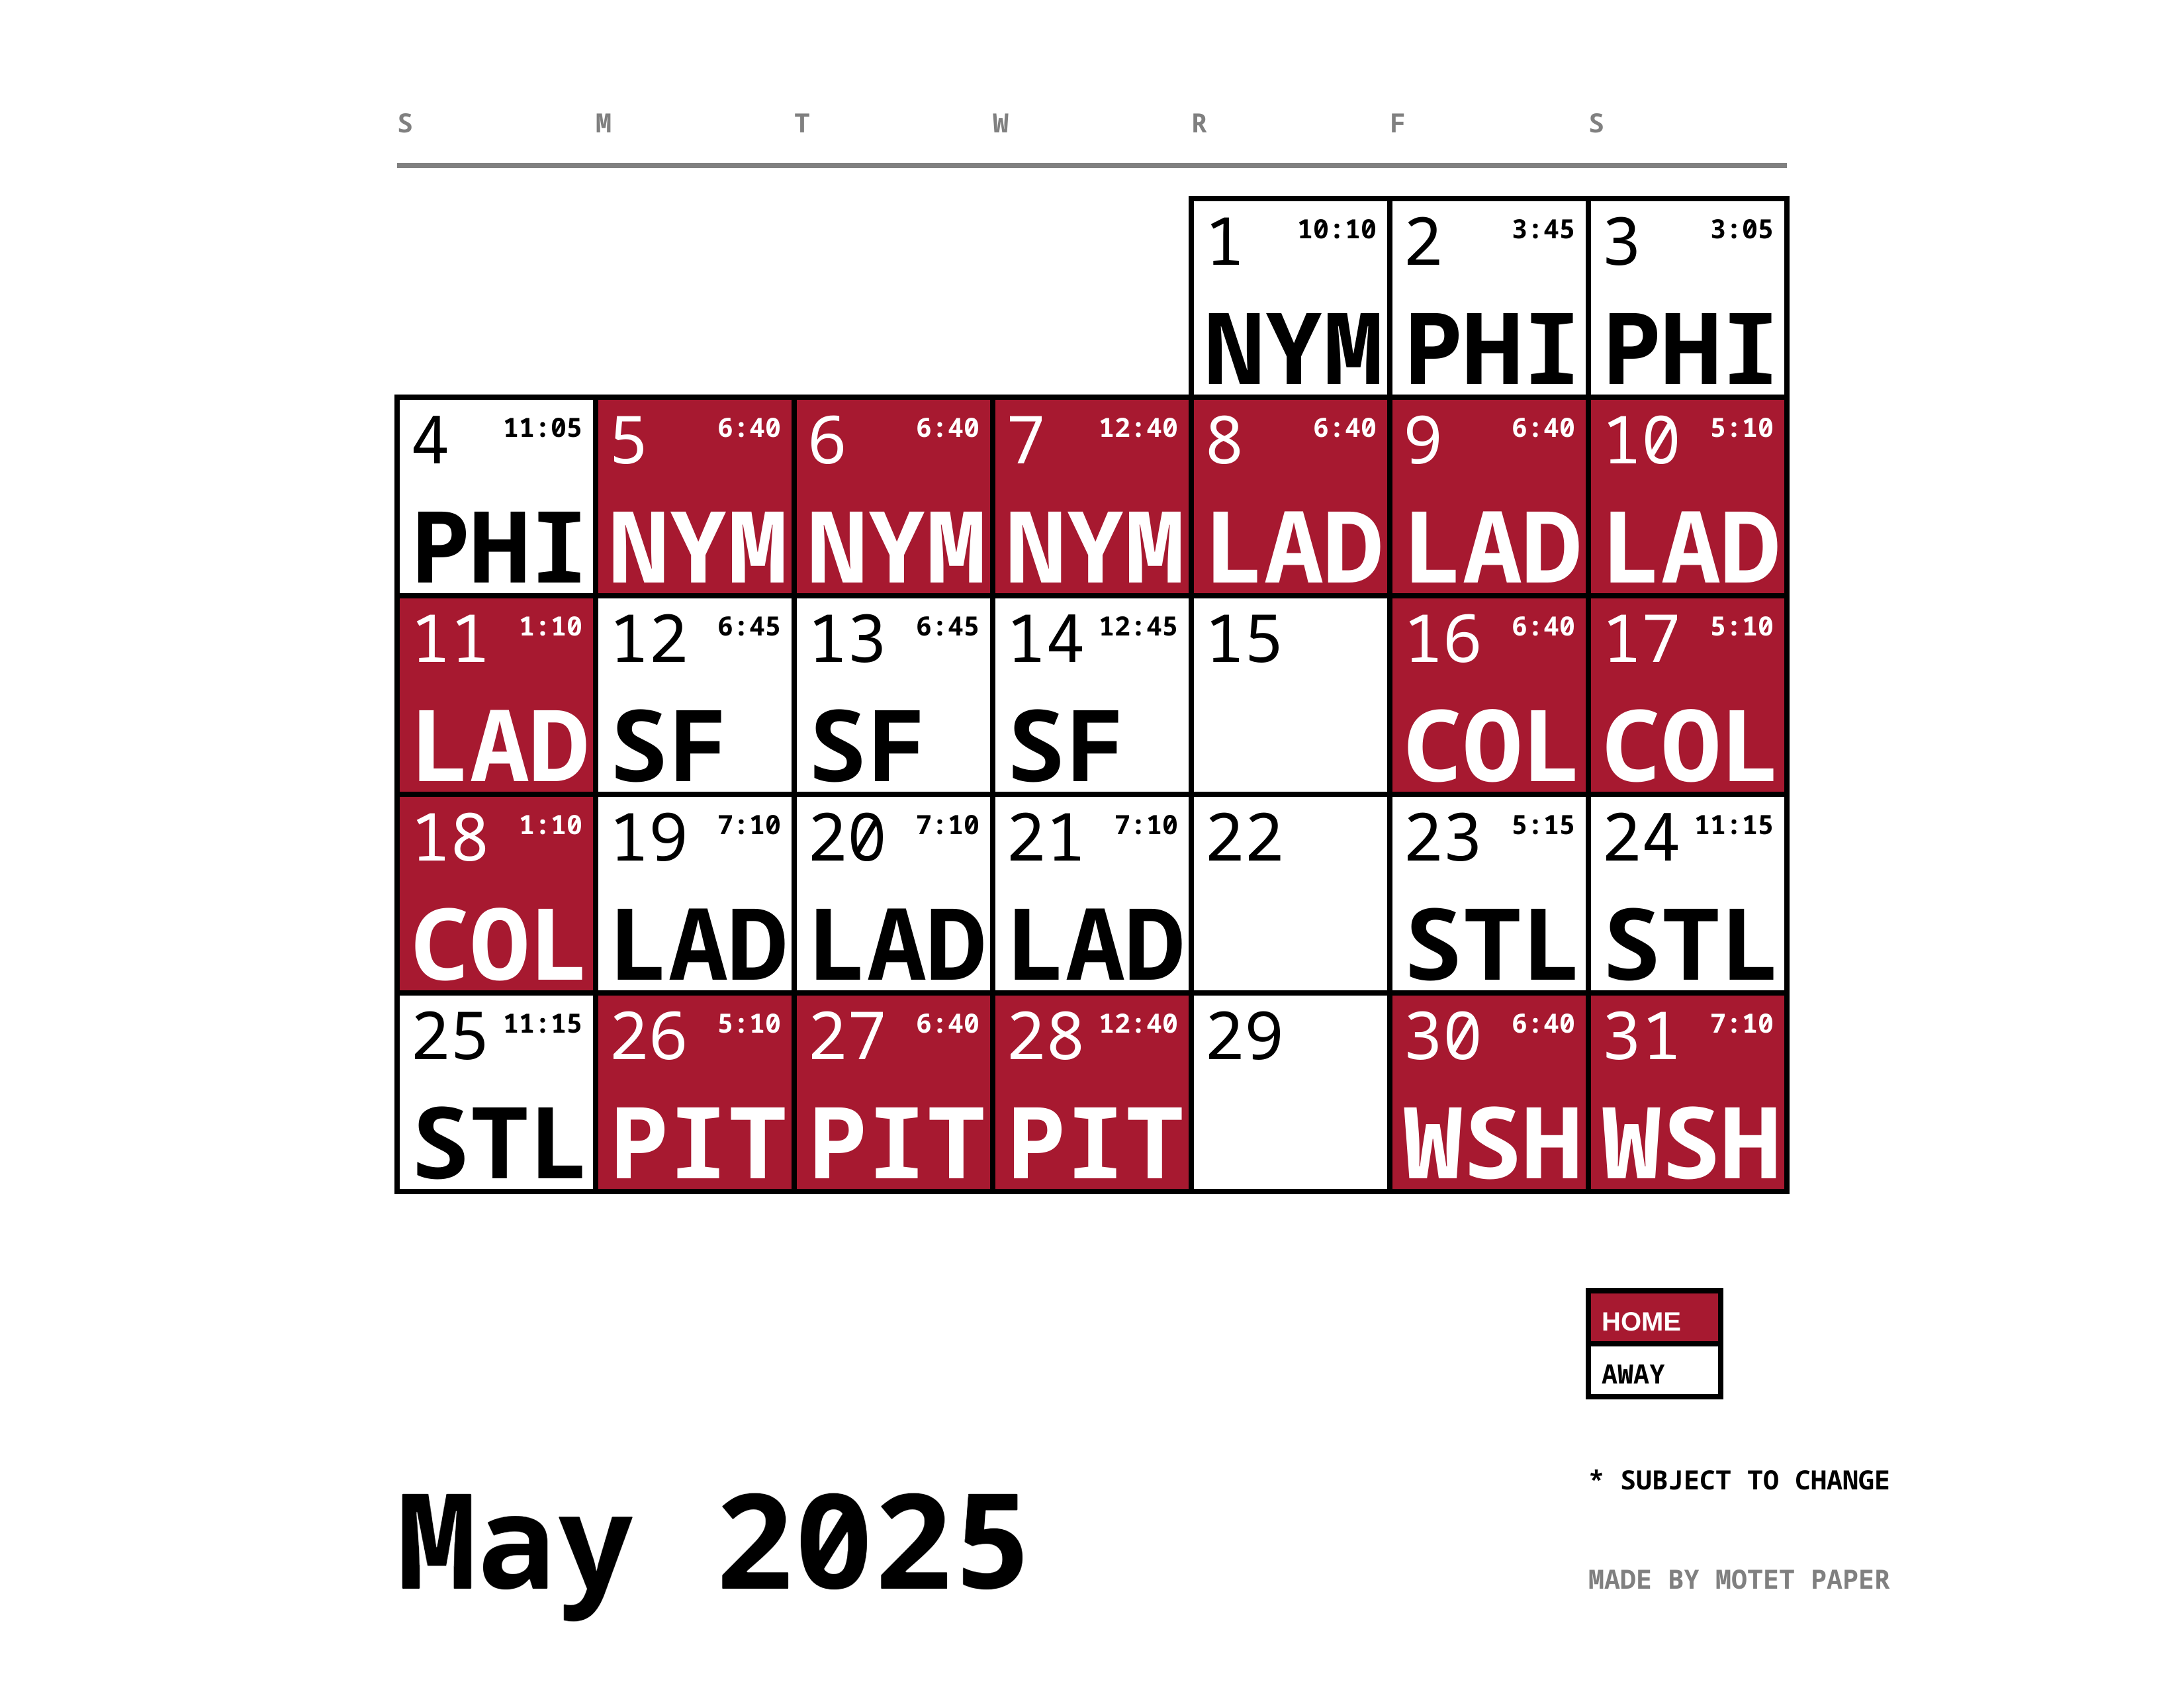 S M T W R F S
1 10:10 2 3:45 3 3:05
NYM PHI PHI
4 11:05 5 6:40 6 6:40 7 12:40 8 6:40 9 6:40 10 5:10
PHI NYM NYM NYM LAD LAD LAD
11 1:10 12 6:45 13 6:45 14 12:45 15 16 6:40 17 5:10
LAD SF SF SF COL COL
18 1:10 19 7:10 20 7:10 21 7:10 22 23 5:15 24 11:15
COL LAD LAD LAD STL STL
25 11:15 26 5:10 27 6:40 28 12:40 29 30 6:40 31 7:10
STL PIT PIT PIT WSH WSH
HOME
AWAY
* SUBJECT TO CHANGE
May 2025
MADE BY MOTET PAPER